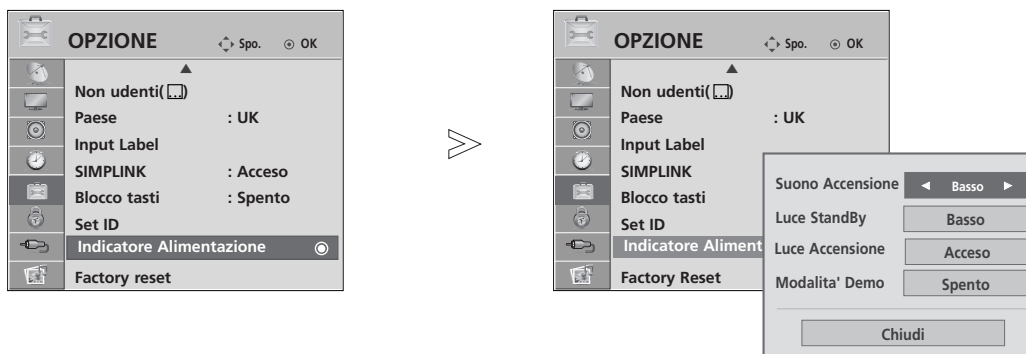 OPZIONE Spo. OK
Non udenti( )
Paese : UK
Input Label
SIMPLINK : Acceso
Blocco tasti : Spento
Set ID
Indicatore Alimentazione
Factory reset
OPZIONE Spo. OK
Non udenti( )
Paese : UK
Input Label
SIMPLINK
Blocco tasti
Set ID
Indicatore Aliment
Factory Reset
Suono Accensione ◄ Basso ►
Luce StandBy Basso
Luce Accensione Acceso
Modalita' Demo Spento
Chiudi